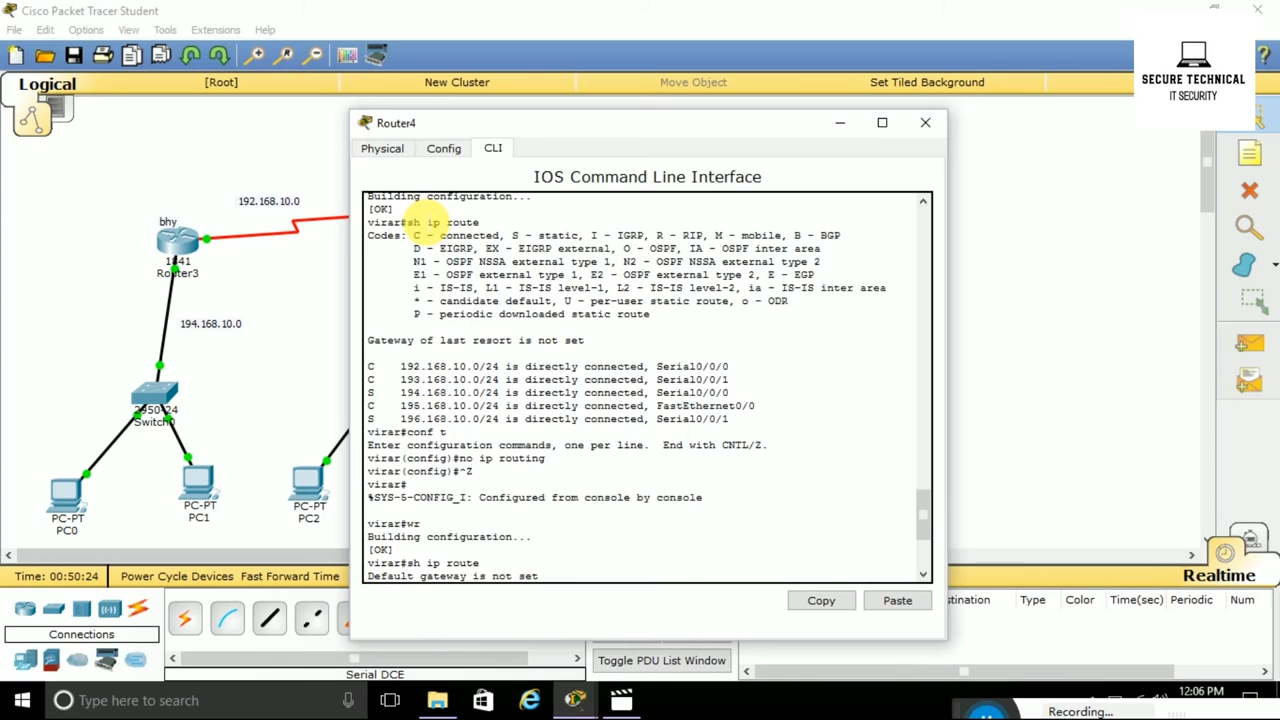 Cisco Packet Tracer Student
File Edit Options View Tools Extensions Help
Logical [Root] New Cluster Move Object Set Tiled Background
SECURE TECHNICAL
IT SECURITY
Router4
Physical Config CLI
IOS Command Line Interface
Building configuration...
[OK]
virar#sh ip route
Codes: C - connected, S - static, I - IGRP, R - RIP, M - mobile, B - BGP
D - EIGRP, EX - EIGRP external, O - OSPF, IA - OSPF inter area
N1 - OSPF NSSA external type 1, N2 - OSPF NSSA external type 2
E1 - OSPF external type 1, E2 - OSPF external type 2, E - EGP
i - IS-IS, L1 - IS-IS level-1, L2 - IS-IS level-2, ia - IS-IS inter area
* - candidate default, U - per-user static route, o - ODR
P - periodic downloaded static route
Gateway of last resort is not set
C 192.168.10.0/24 is directly connected, Serial0/0/0
C 193.168.10.0/24 is directly connected, Serial0/0/1
S 194.168.10.0/24 is directly connected, Serial0/0/0
C 195.168.10.0/24 is directly connected, FastEthernet0/0
S 196.168.10.0/24 is directly connected, Serial0/0/1
virar#conf t
Enter configuration commands, one per line. End with CNTL/Z.
virar(config)#no ip routing
virar(config)#^Z
virar#
%SYS-5-CONFIG_I: Configured from console by console
virar#wr
Building configuration...
[OK]
virar#sh ip route
Default gateway is not set
Copy Paste
192.168.10.0
bhy
1841
Router3
194.168.10.0
2950-24
Switch0
PC-PT
PC0
PC-PT
PC1
PC-PT
PC2
Time: 00:50:24 Power Cycle Devices Fast Forward Time
Realtime
Connections
Serial DCE
Toggle PDU List Window
stination Type Color Time(sec) Periodic Num
Type here to search
12:06 PM
Recording...